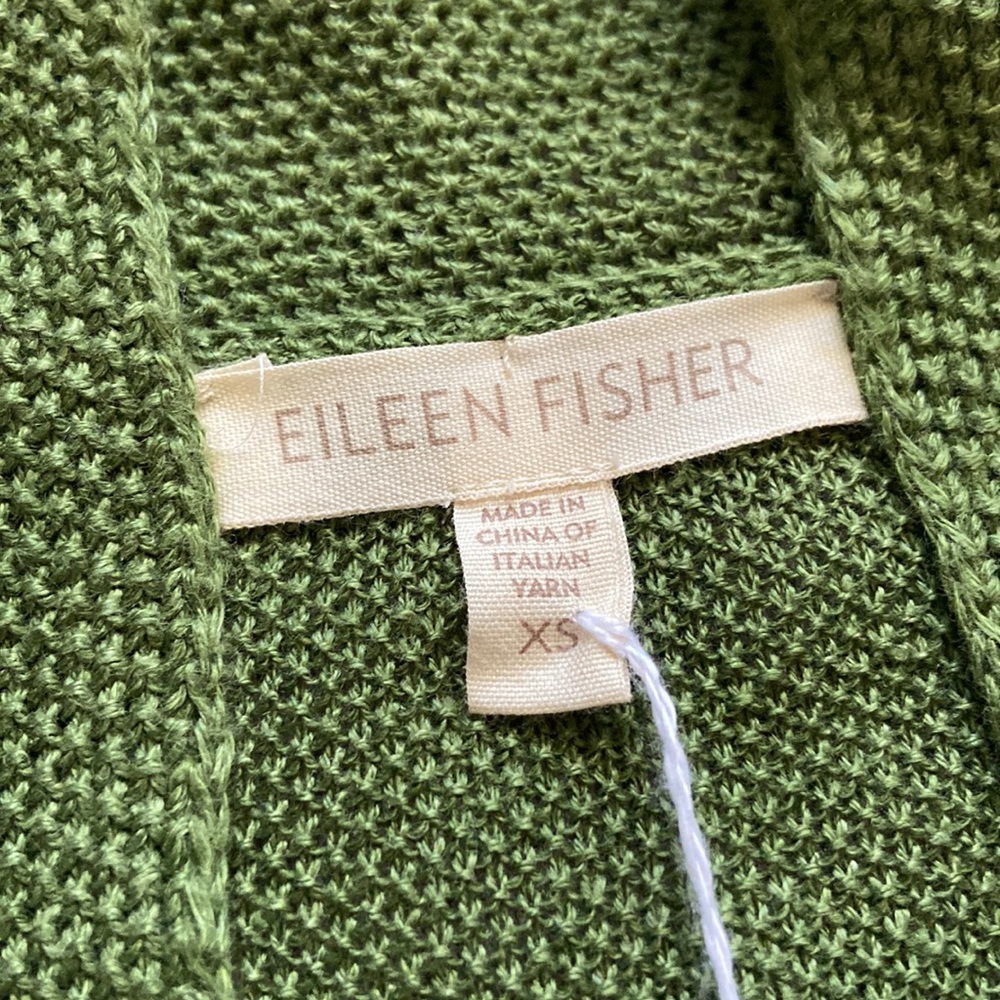 EILEEN FISHER
MADE IN
CHINA OF
ITALIAN
YARN
XS